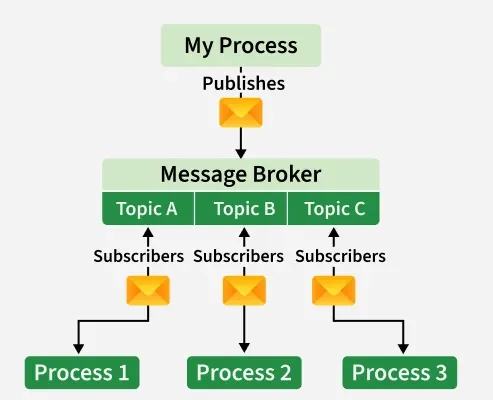 My Process
Publishes
Message Broker
Topic A Topic B Topic C
Subscribers Subscribers Subscribers
Process 1 Process 2 Process 3